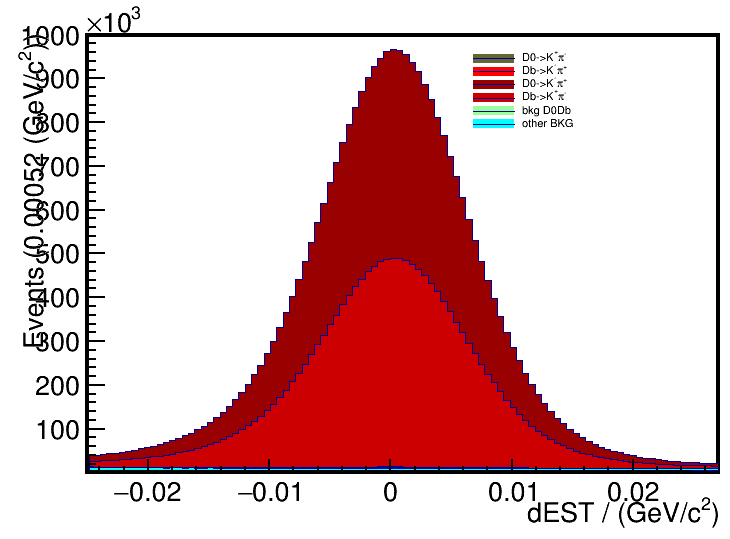 ×10³
1000
900
800
700
600
500
400
300
200
100
Events / (0.00052 (GeV/c²))
D0->K⁺π⁻
Db->K⁻π⁺
D0->K⁻π⁺
Db->K⁺π⁻
bkg D0Db
other BKG
−0.02 −0.01 0 0.01 0.02
dEST / (GeV/c²)